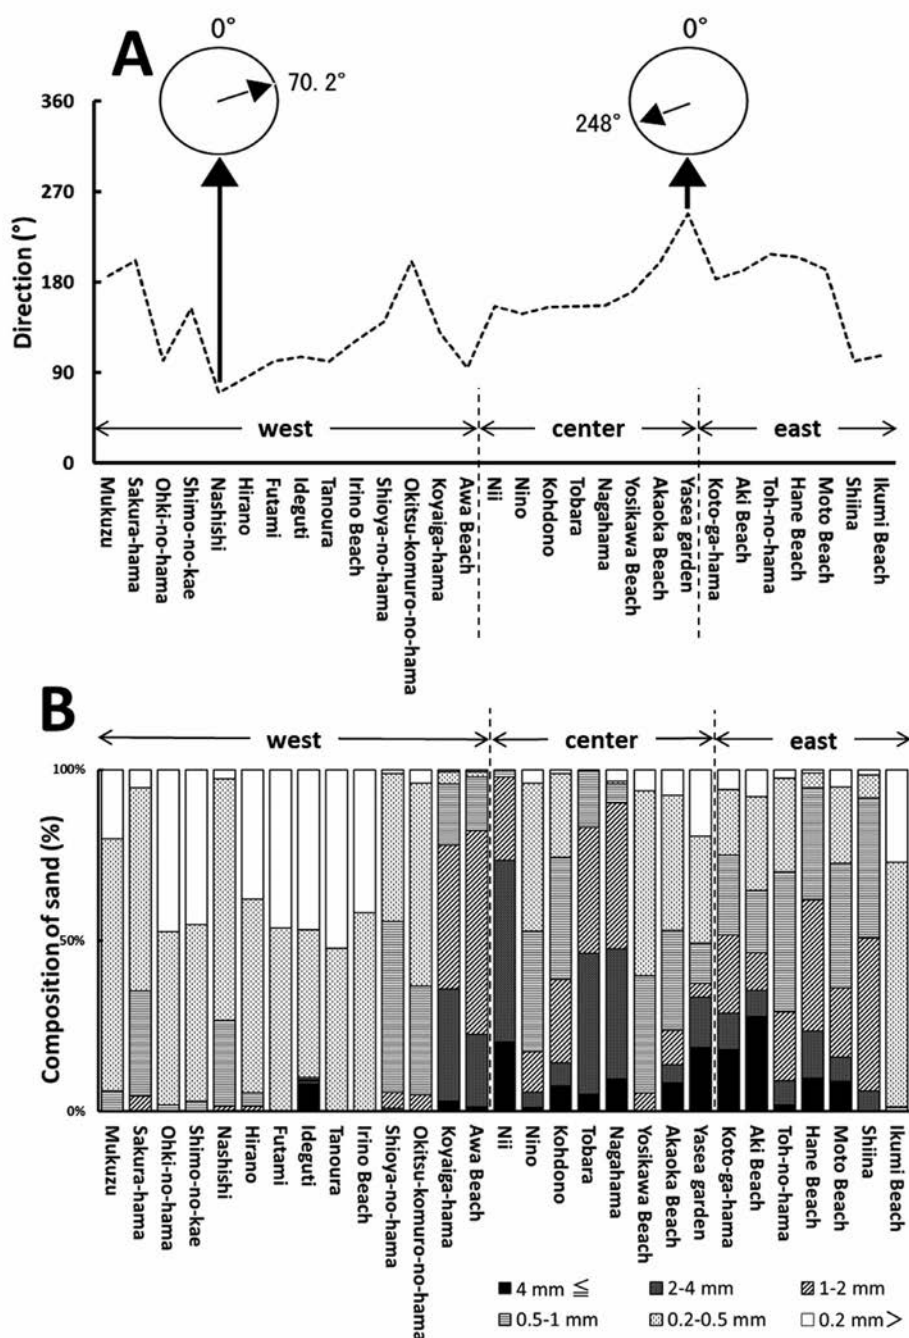 A
0°
70. 2°
0°
248°
Direction (°)
360
270
180
90
0
west
center
east
Mukuzu
Sakura-hama
Ohki-no-hama
Shimo-no-kae
Nashishi
Hirano
Futami
Ideguti
Tanoura
Irino Beach
Shioya-no-hama
Okitsu-komuro-no-hama
Koyaiga-hama
Awa Beach
Nii
Nino
Kohdono
Tobara
Nagahama
Yosikawa Beach
Akaoka Beach
Yasea garden
Koto-ga-hama
Aki Beach
Toh-no-hama
Hane Beach
Moto Beach
Shiina
Ikumi Beach
B
west
center
east
Composition of sand (%)
100%
50%
0%
Mukuzu
Sakura-hama
Ohki-no-hama
Shimo-no-kae
Nashishi
Hirano
Futami
Ideguti
Tanoura
Irino Beach
Shioya-no-hama
Okitsu-komuro-no-hama
Koyaiga-hama
Awa Beach
Nii
Nino
Kohdono
Tobara
Nagahama
Yosikawa Beach
Akaoka Beach
Yasea garden
Koto-ga-hama
Aki Beach
Toh-no-hama
Hane Beach
Moto Beach
Shiina
Ikumi Beach
4 mm ≦
2-4 mm
1-2 mm
0.5-1 mm
0.2-0.5 mm
0.2 mm＞